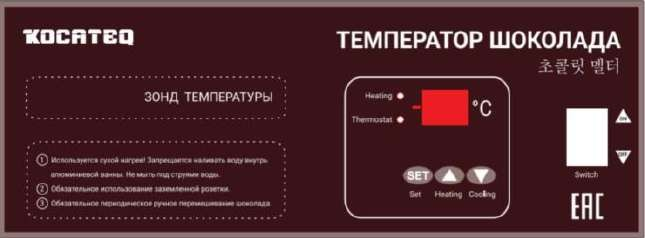 KOCATEQ
ТЕМПЕРАТОР ШОКОЛАДА
초콜릿 멜터
ЗОНД ТЕМПЕРАТУРЫ
Heating
°C
Thermostat
1 Используется сухой нагрев! Запрещается наливать воду внутрь
алюминиевой ванны. Не мыть под струями воды.
2 Обязательное использование заземленной розетки.
3 Обязательное периодическое ручное перемешивание шоколада
SET
Set Heating Cooling
ON
OFF
Switch
EAC